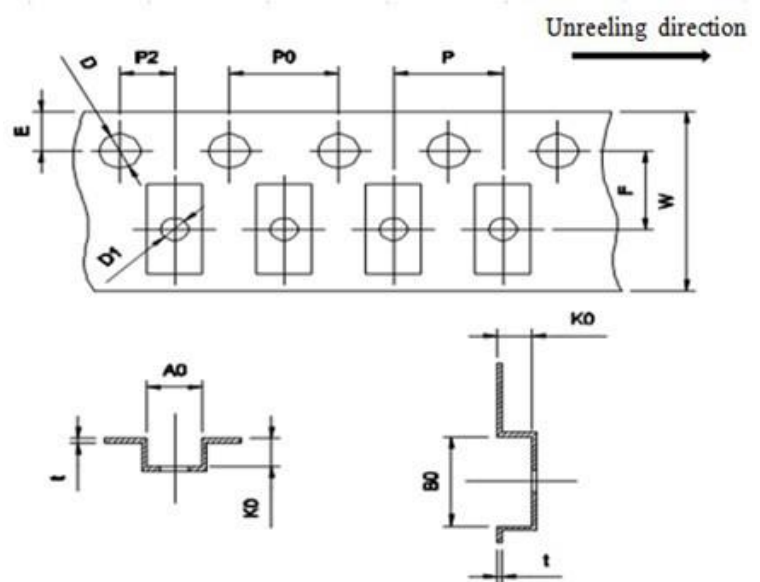 Unreeling direction
D
P2
P0
P
E
F
W
D1
K0
A0
t
K0
B0
t